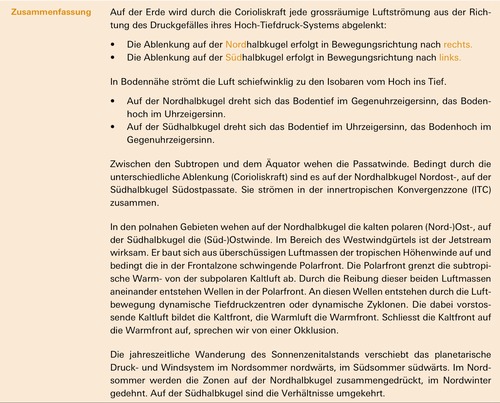 Zusammenfassung
Auf der Erde wird durch die Corioliskraft jede grossräumige Luftströmung aus der Rich-
tung des Druckgefälles ihres Hoch-Tiefdruck-Systems abgelenkt:
• Die Ablenkung auf der Nordhalbkugel erfolgt in Bewegungsrichtung nach rechts.
• Die Ablenkung auf der Südhalbkugel erfolgt in Bewegungsrichtung nach links.
In Bodennähe strömt die Luft schiefwinklig zu den Isobaren vom Hoch ins Tief.
• Auf der Nordhalbkugel dreht sich das Bodentief im Gegenuhrzeigersinn, das Boden-
hoch im Uhrzeigersinn.
• Auf der Südhalbkugel dreht sich das Bodentief im Uhrzeigersinn, das Bodenhoch im
Gegenuhrzeigersinn.
Zwischen den Subtropen und dem Äquator wehen die Passatwinde. Bedingt durch die
unterschiedliche Ablenkung (Corioliskraft) sind es auf der Nordhalbkugel Nordost-, auf der
Südhalbkugel Südostpassate. Sie strömen in der innertropischen Konvergenzzone (ITC)
zusammen.
In den polnahen Gebieten wehen auf der Nordhalbkugel die kalten polaren (Nord-)Ost-, auf
der Südhalbkugel die (Süd-)Ostwinde. Im Bereich des Westwindgürtels ist der Jetstream
wirksam. Er baut sich aus überschüssigen Luftmassen der tropischen Höhenwinde auf und
bedingt die in der Frontalzone schwingende Polarfront. Die Polarfront grenzt die subtropi-
sche Warm- von der subpolaren Kaltluft ab. Durch die Reibung dieser beiden Luftmassen
aneinander entstehen Wellen in der Polarfront. An diesen Wellen entstehen durch die Luft-
bewegung dynamische Tiefdruckzentren oder dynamische Zyklonen. Die dabei vorstos-
sende Kaltluft bildet die Kaltfront, die Warmluft die Warmfront. Schliesst die Kaltfront auf
die Warmfront auf, sprechen wir von einer Okklusion.
Die jahreszeitliche Wanderung des Sonnenzenitalstands verschiebt das planetarische
Druck- und Windsystem im Nordsommer nordwärts, im Südsommer südwärts. Im Nord-
sommer werden die Zonen auf der Nordhalbkugel zusammengedrückt, im Nordwinter
gedehnt. Auf der Südhalbkugel sind die Verhältnisse umgekehrt.